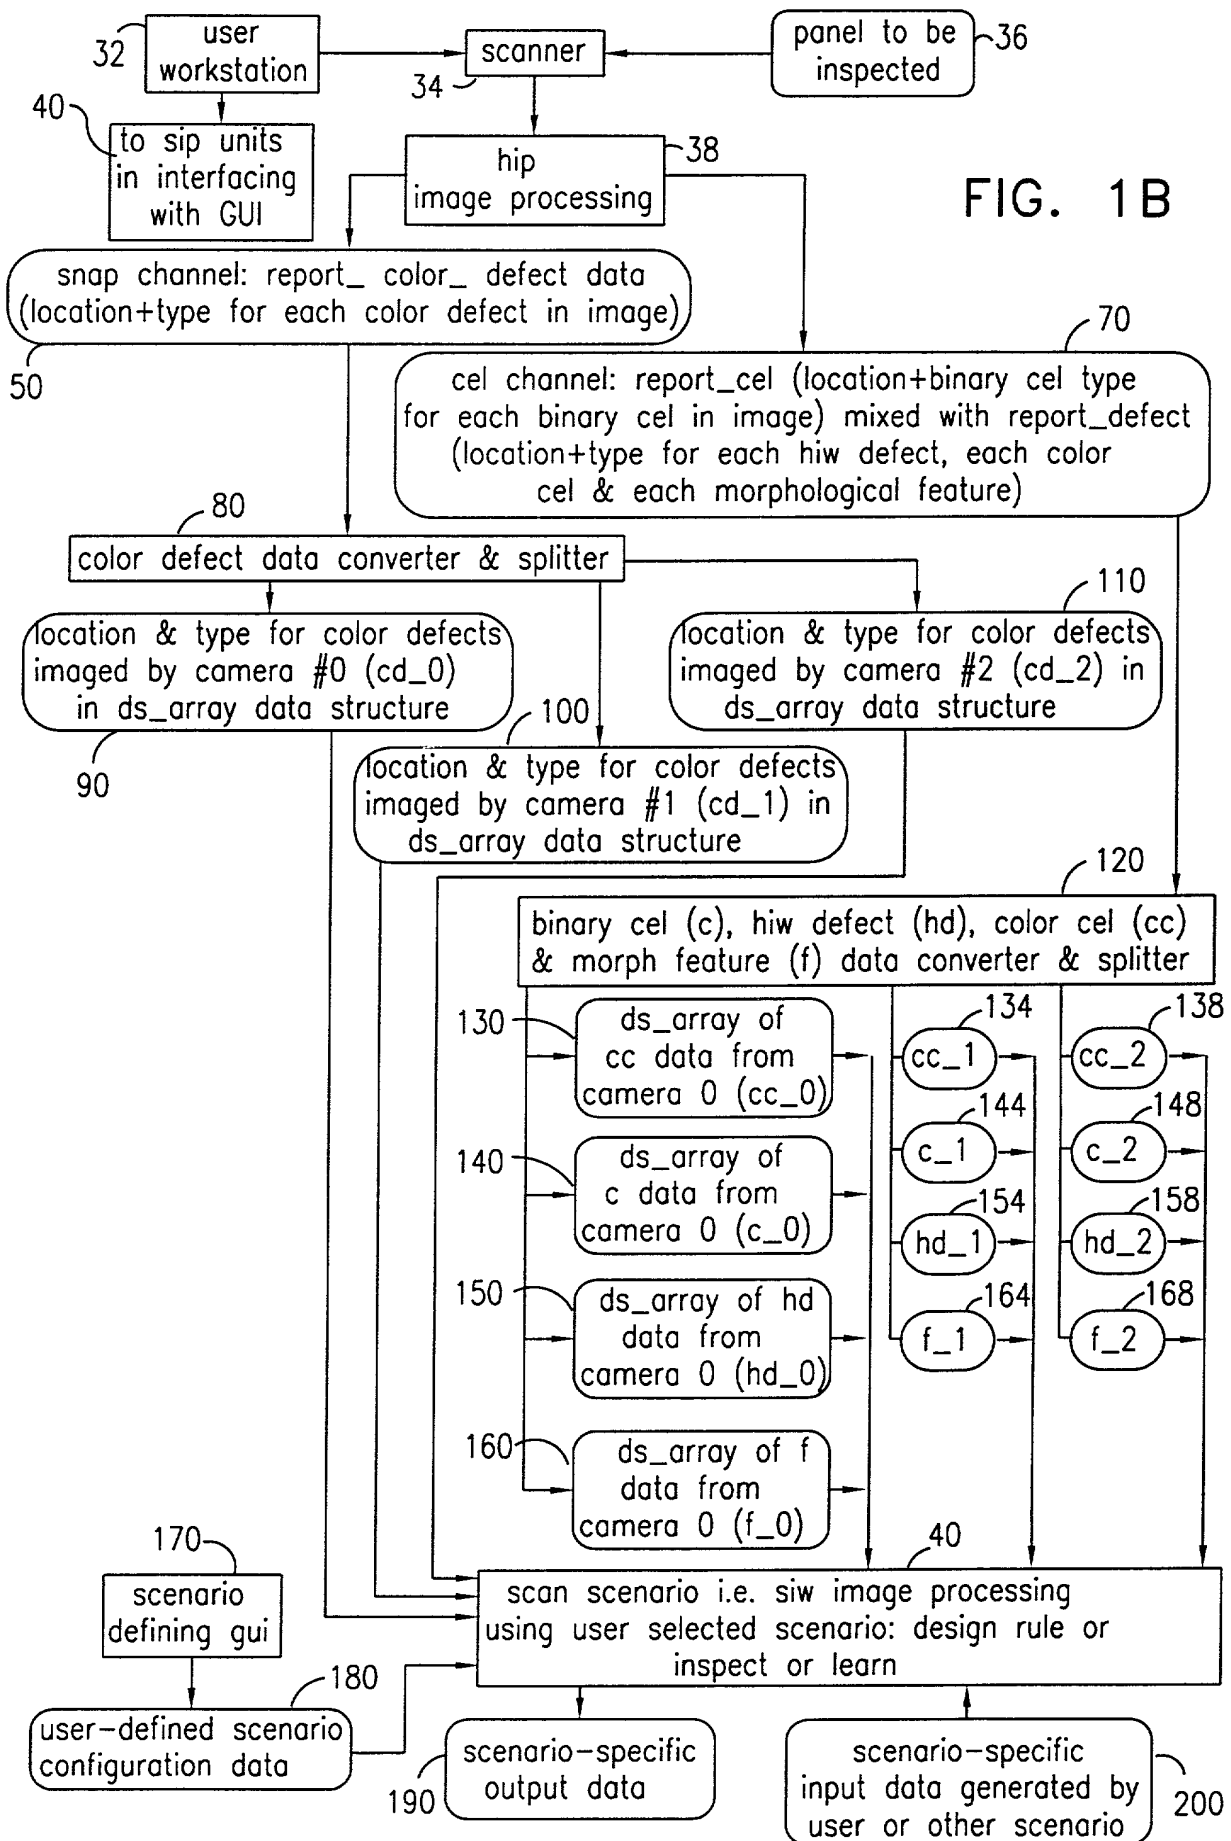 32
user
workstation
scanner
34
panel to be
inspected
36
40
to sip units
in interfacing
with GUI
hip
image processing
38
FIG. 1B
snap channel: report_ color_ defect data
(location+type for each color defect in image)
50
70
cel channel: report_cel (location+binary cel type
for each binary cel in image) mixed with report_defect
(location+type for each hiw defect, each color
cel & each morphological feature)
80
color defect data converter & splitter
location & type for color defects
imaged by camera #0 (cd_0)
in ds_array data structure
90
110
location & type for color defects
imaged by camera #2 (cd_2) in
ds_array data structure
100
location & type for color defects
imaged by camera #1 (cd_1) in
ds_array data structure
120
binary cel (c), hiw defect (hd), color cel (cc)
& morph feature (f) data converter & splitter
130
ds_array of
cc data from
camera 0 (cc_0)
134
cc_1
138
cc_2
140
ds_array of
c data from
camera 0 (c_0)
144
c_1
148
c_2
150
ds_array of hd
data from
camera 0 (hd_0)
154
hd_1
158
hd_2
164
f_1
168
f_2
160
ds_array of f
data from
camera 0 (f_0)
170
scenario
defining gui
40
scan scenario i.e. siw image processing
using user selected scenario: design rule or
inspect or learn
180
user-defined scenario
configuration data
190
scenario-specific
output data
scenario-specific
input data generated by
user or other scenario
200